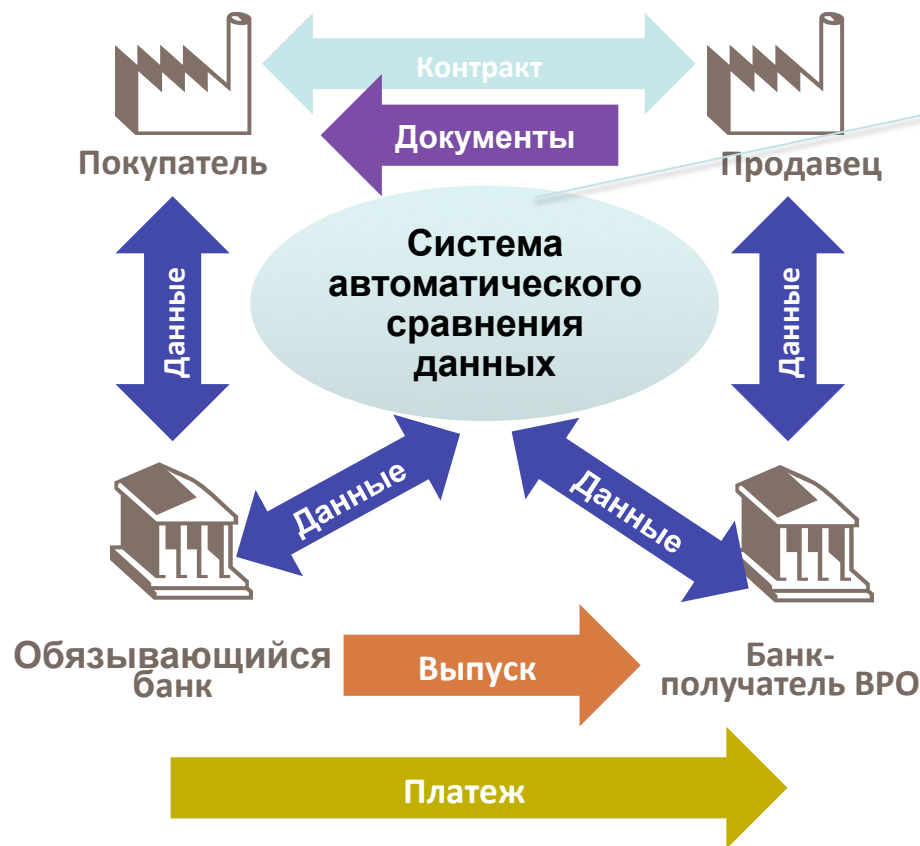 Контракт
Документы
Покупатель
Продавец
Система
автоматического
сравнения
данных
Данные
Данные
Данные
Данные
Обязывающийся
банк
Выпуск
Банк-
получатель ВРО
Платеж